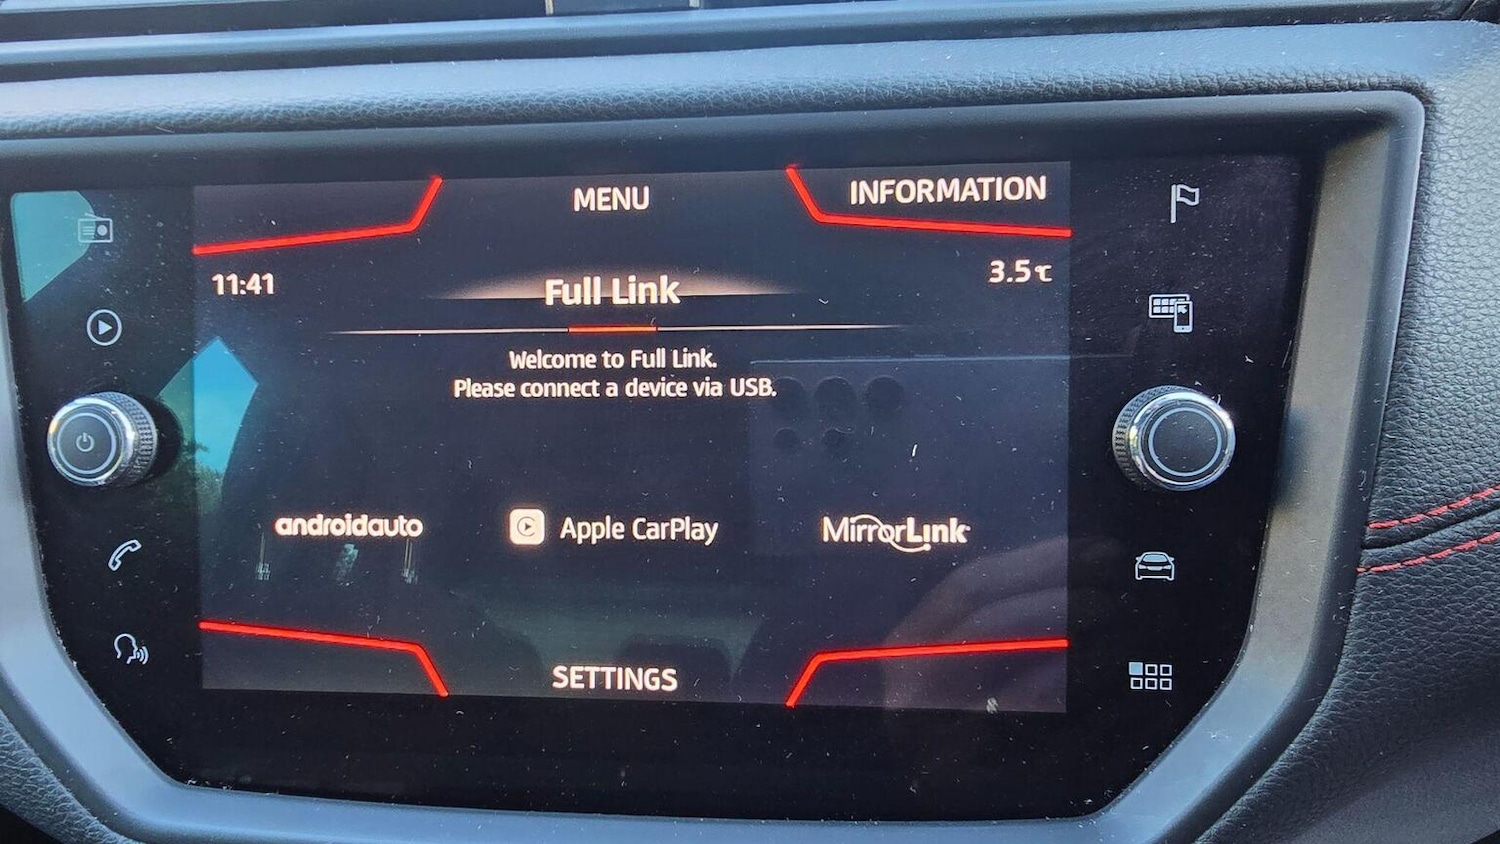 MENU
INFORMATION
11:41
3.5℃
Full Link
Welcome to Full Link.
Please connect a device via USB.
androidauto
Apple CarPlay
MirrorLink
SETTINGS